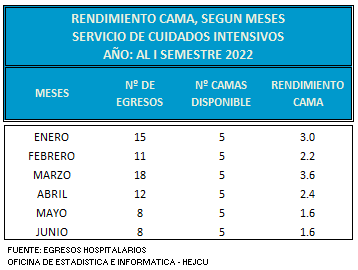 RENDIMIENTO CAMA, SEGUN MESES
SERVICIO DE CUIDADOS INTENSIVOS
AÑO: AL I SEMESTRE 2022
MESES Nº DE EGRESOS Nº CAMAS DISPONIBLE RENDIMIENTO CAMA
ENERO 15 5 3.0
FEBRERO 11 5 2.2
MARZO 18 5 3.6
ABRIL 12 5 2.4
MAYO 8 5 1.6
JUNIO 8 5 1.6
FUENTE: EGRESOS HOSPITALARIOS
OFICINA DE ESTADISTICA E INFORMATICA - HEJCU